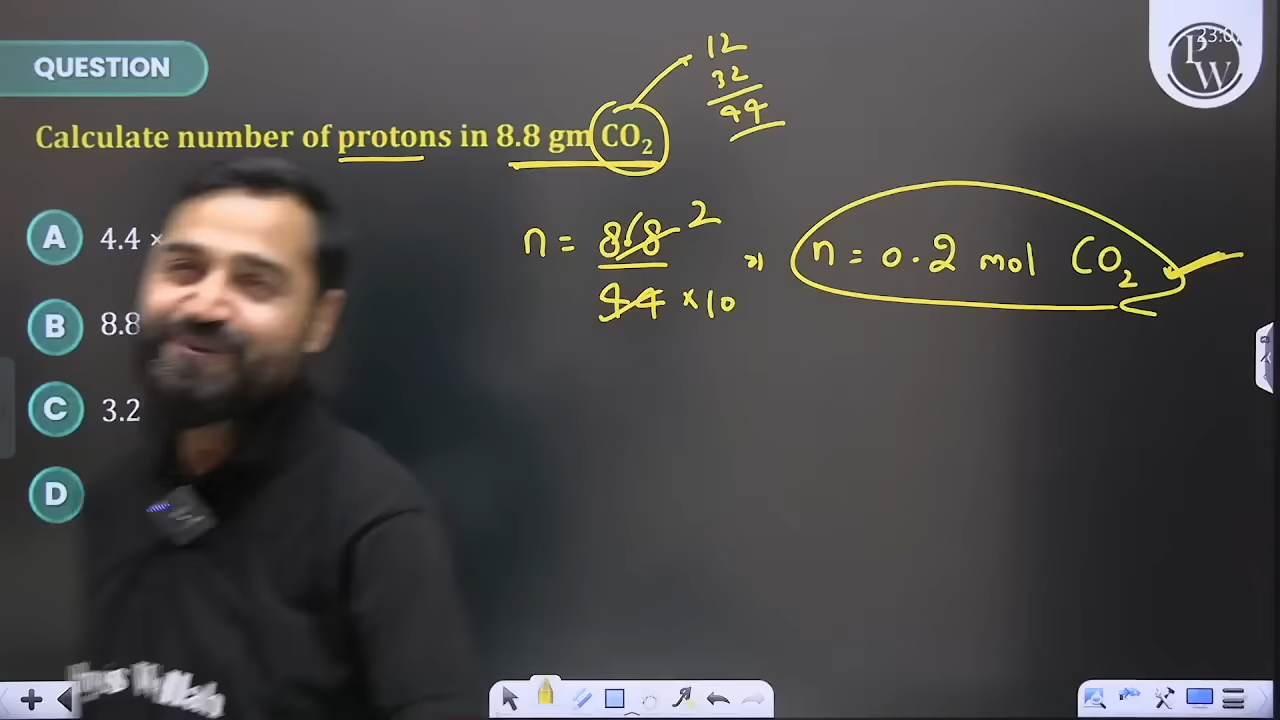 QUESTION
Calculate number of protons in 8.8 gm CO₂
12
32
44
A 4.4 ×
B 8.8
C 3.2
D
n = 8.8 2
44 × 10
n = 0.2 mol CO₂
PW